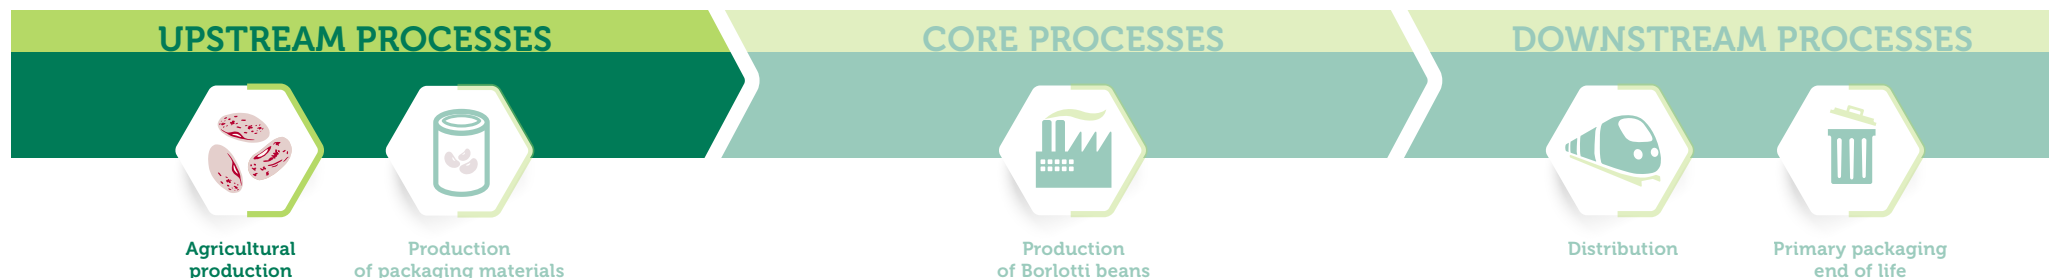 UPSTREAM PROCESSES
CORE PROCESSES
DOWNSTREAM PROCESSES
Agricultural
production
Production
of packaging materials
Production
of Borlotti beans
Distribution
Primary packaging
end of life